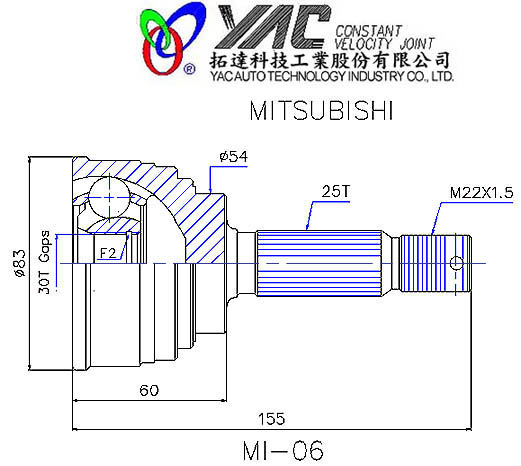 YAC CONSTANT
VELOCITY JOINT
®
拓達科技工業股份有限公司
YAC AUTO TECHNOLOGY INDUSTRY CO., LTD.
MITSUBISHI
ø54
25T
M22X1.5
ø83
30T Gaps
F2
60
155
MI-06